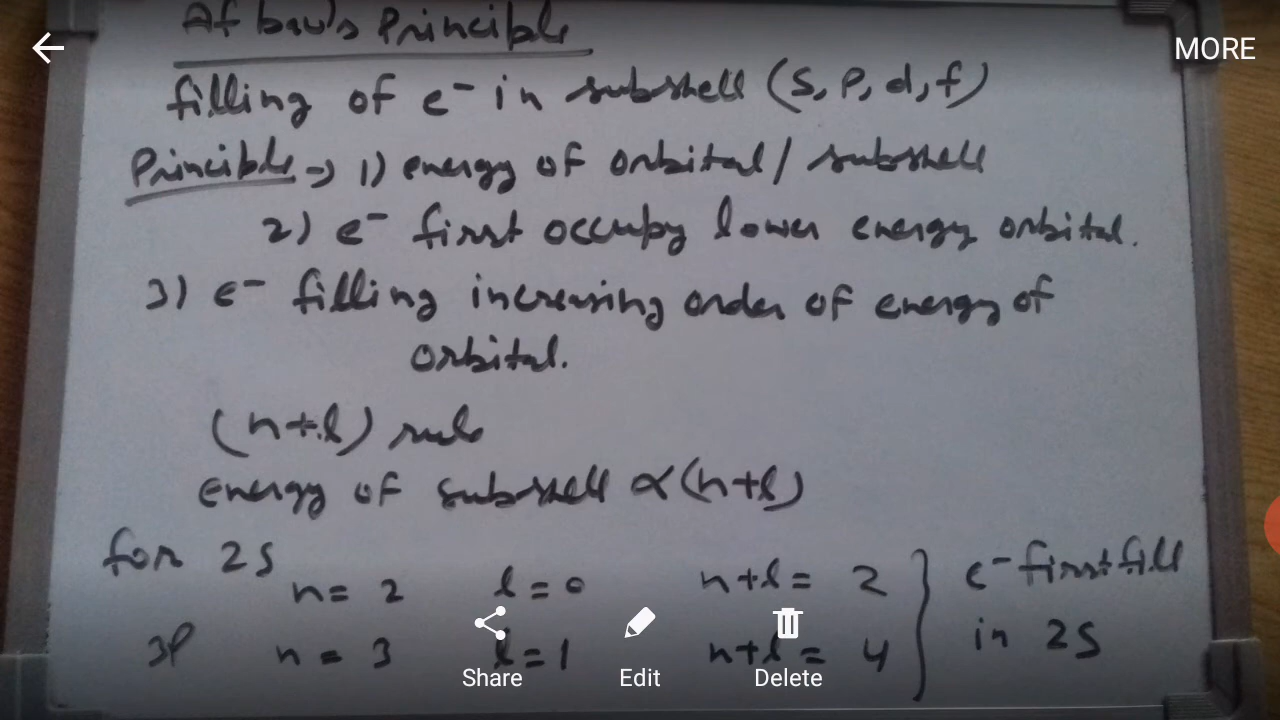 Afbau's Principle
MORE
filling of e⁻ in subshell (s, p, d, f)
Principle → 1) energy of orbital / subshell
2) e⁻ first occupy lower energy orbital.
3) e⁻ filling increasing order of energy of
orbital.
(n+l) rule
energy of subshell ∝ (n+l)
for 2s
n = 2 l = 0 n+l = 2 } e⁻ first fill
3p n = 3 l = 1 n+l = 4 in 2s
Share Edit Delete